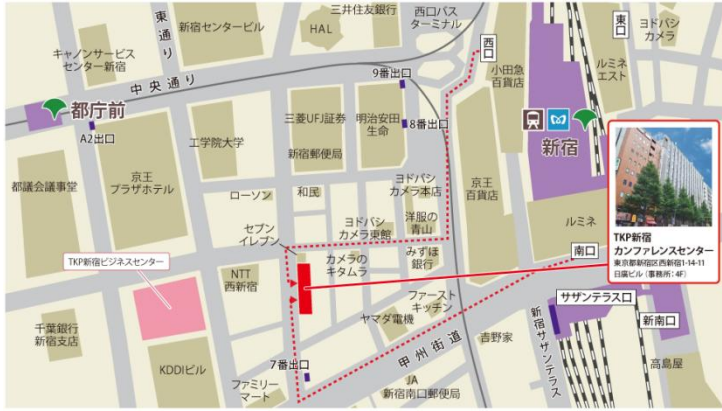 東通り
新宿センタービル
HAL
三井住友銀行
西口バス
ターミナル
西口
小田急
百貨店
東口
ヨドバシ
カメラ
ルミネ
エスト
キャノンサービス
センター新宿
中央通り
9番出口
都庁前
A2出口
工学院大学
三菱UFJ証券
新宿郵便局
明治安田
生命
8番出口
新宿
都議会議事堂
京王
プラザホテル
ローソン
和民
ヨドバシ
カメラ本店
京王
百貨店
セブン
イレブン
ヨドバシ
カメラ東館
洋服の
青山
ルミネ
TKP新宿ビジネスセンター
NTT
西新宿
カメラの
キタムラ
みずほ
銀行
南口
TKP新宿
カンファレンスセンター
東京都新宿区西新宿1-14-11
日廣ビル（事務所：4F）
ファースト
キッチン
ヤマダ電機
サザンテラス口
新南口
千葉銀行
新宿支店
KDDIビル
7番出口
甲州街道
吉野家
新宿サザンテラス
高島屋
ファミリー
マート
JA
新宿南口郵便局